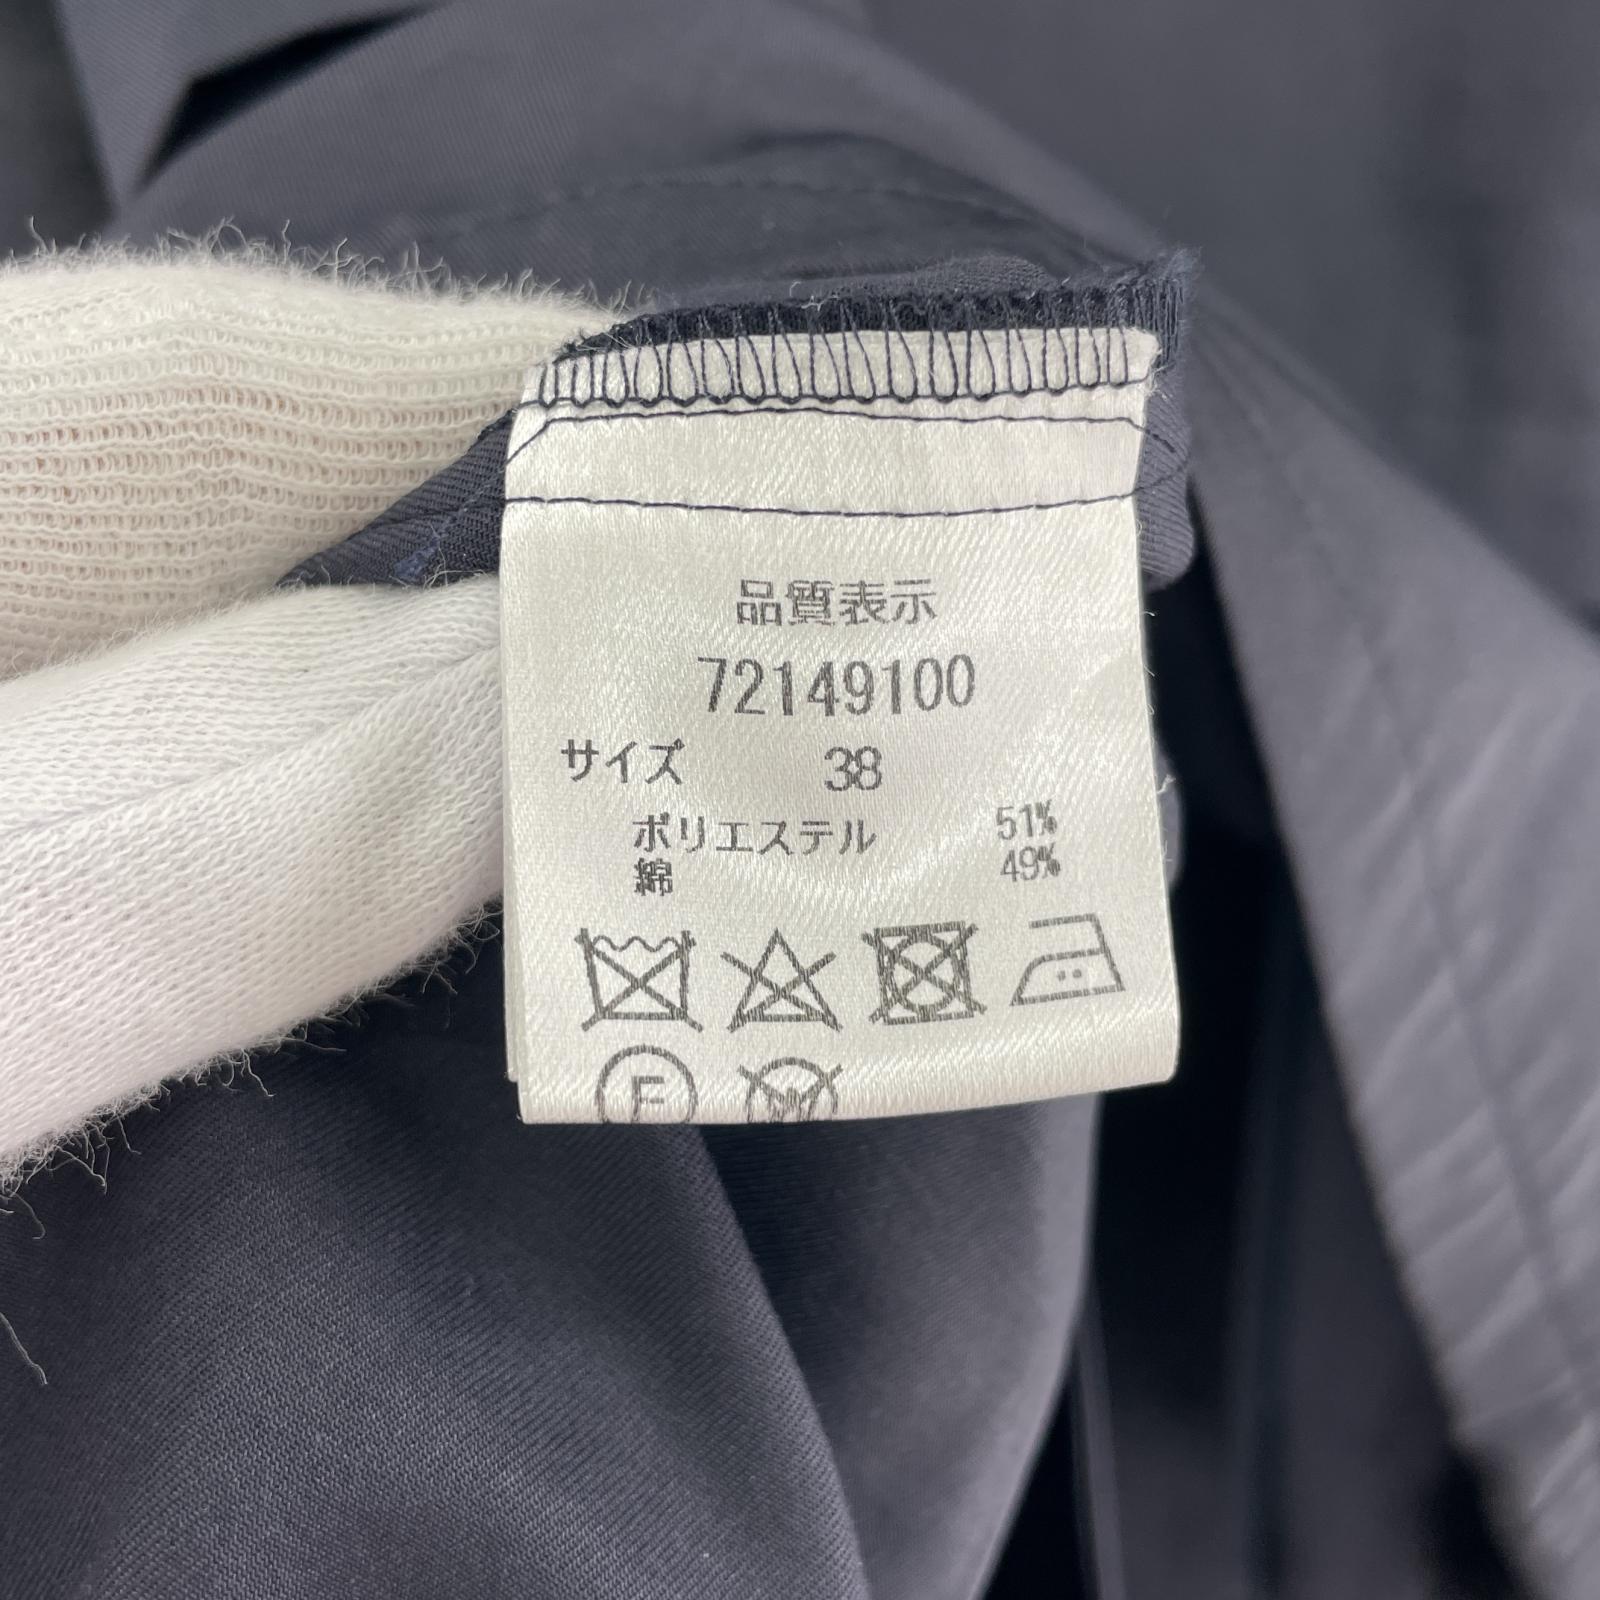 品質表示
72149100
サイズ 38
ポリエステル 51%
綿 49%
F W